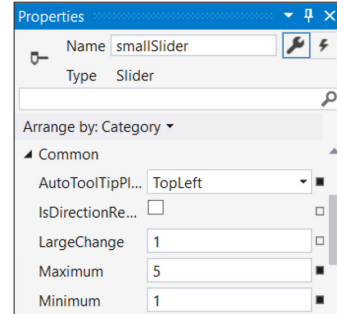 Properties
Name smallSlider
Type Slider
Arrange by: Category
Common
AutoToolTipPl... TopLeft
IsDirectionRe...
LargeChange 1
Maximum 5
Minimum 1